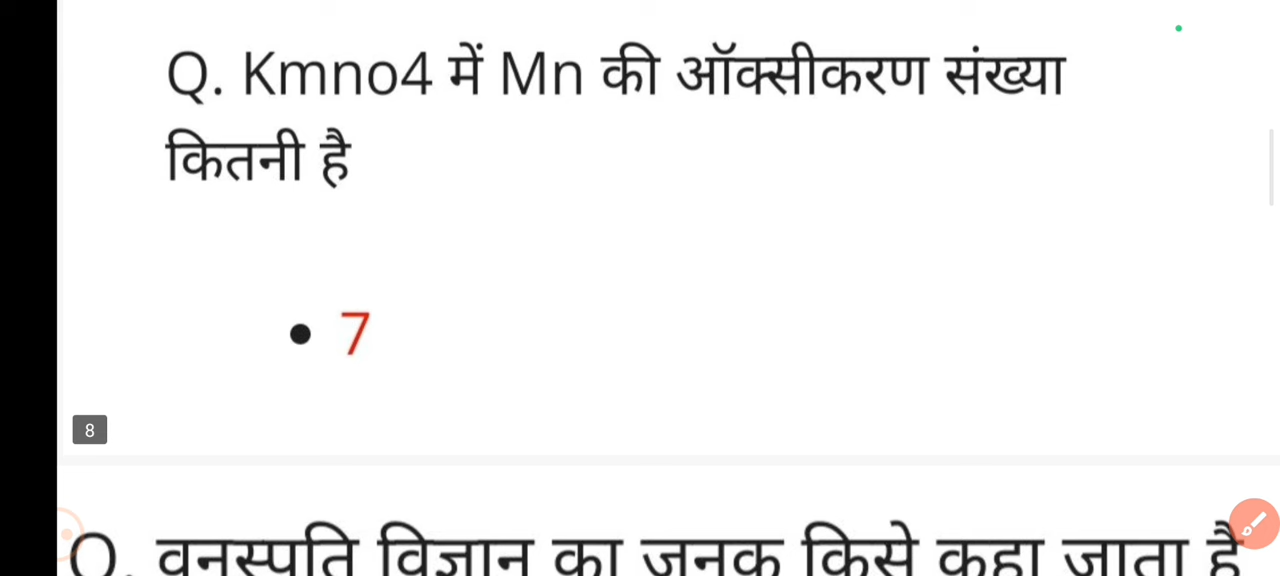 Q. Kmno4 में Mn की ऑक्सीकरण संख्या
कितनी है
• 7
8
Q. वनस्पति विज्ञान का जनक किसे कहा जाता है